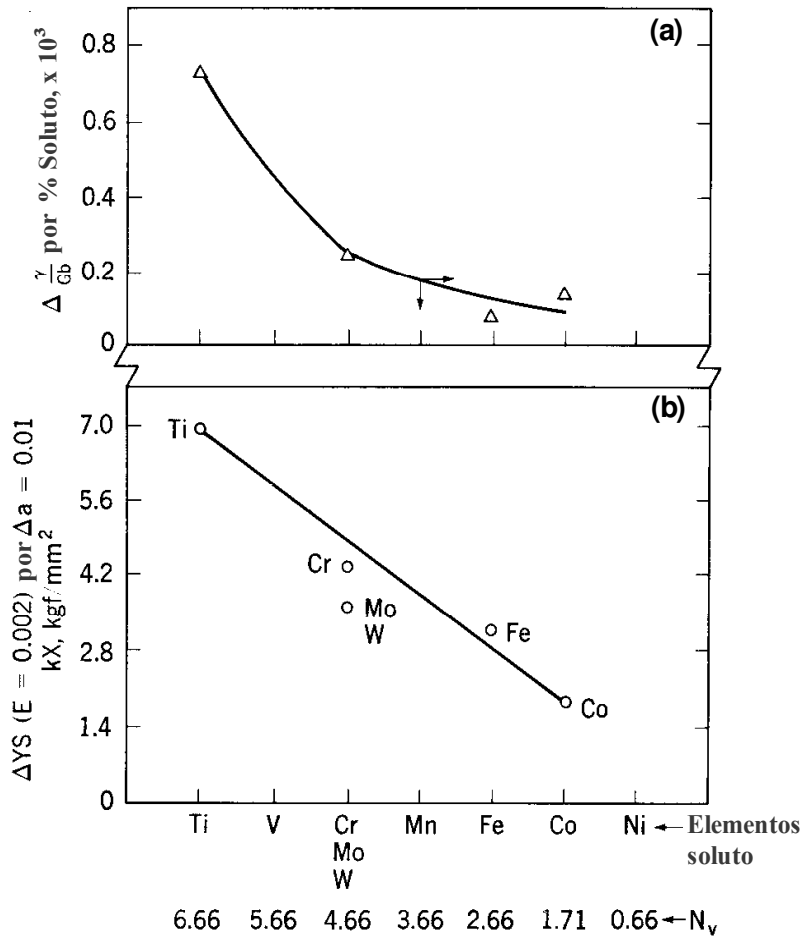 (a)
Δ γ/Gb por % Soluto, x 10³
0.8
0.6
0.4
0.2
0
(b)
ΔYS (E = 0.002) por Δa = 0.01
kX, kgf/mm²
7.0
5.6
4.2
2.8
1.4
0
Ti
Cr
Mo
W
Fe
Co
Ti V Cr Mn Fe Co Ni ← Elementos
Mo soluto
W
6.66 5.66 4.66 3.66 2.66 1.71 0.66 ← Nv